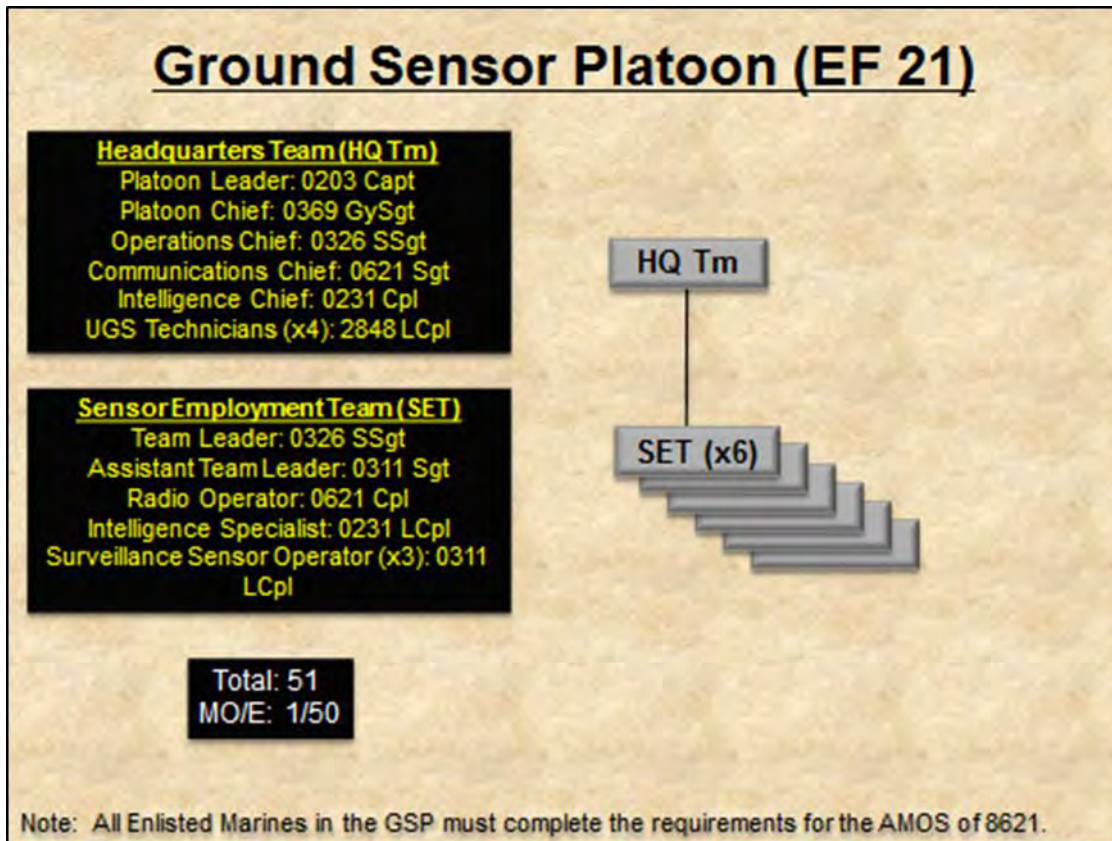 Ground Sensor Platoon (EF 21)
Headquarters Team (HQ Tm)
Platoon Leader: 0203 Capt
Platoon Chief: 0369 GySgt
Operations Chief: 0326 SSgt
Communications Chief: 0621 Sgt
Intelligence Chief: 0231 Cpl
UGS Technicians (x4): 2848 LCpl
HQ Tm
Sensor Employment Team (SET)
Team Leader: 0326 SSgt
Assistant Team Leader: 0311 Sgt
Radio Operator: 0621 Cpl
Intelligence Specialist: 0231 LCpl
Surveillance Sensor Operator (x3): 0311
LCpl
SET (x6)
Total: 51
MO/E: 1/50
Note: All Enlisted Marines in the GSP must complete the requirements for the AMOS of 8621.